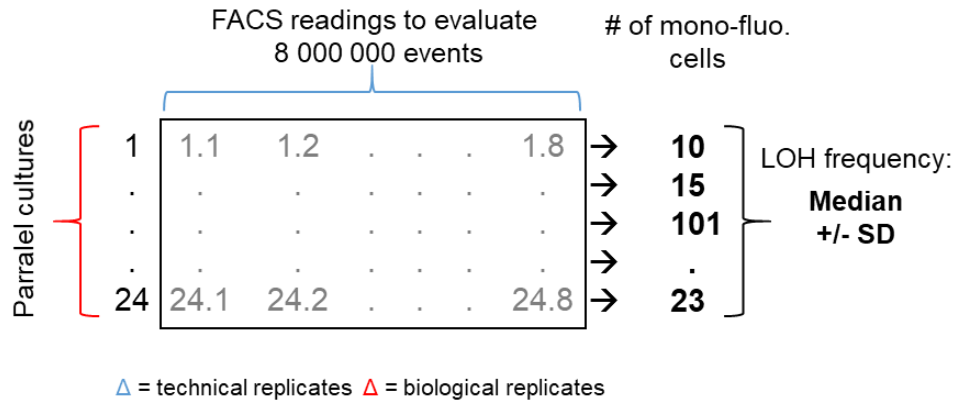 FACS readings to evaluate
8 000 000 events
# of mono-fluo.
cells
Parralel cultures
1 1.1 1.2 . . . 1.8 → 10
. . . . . . . → 15
. . . . . . . → 101
. . . . . . . → .
24 24.1 24.2 . . . 24.8 → 23
LOH frequency:
Median
+/- SD
Δ = technical replicates Δ = biological replicates